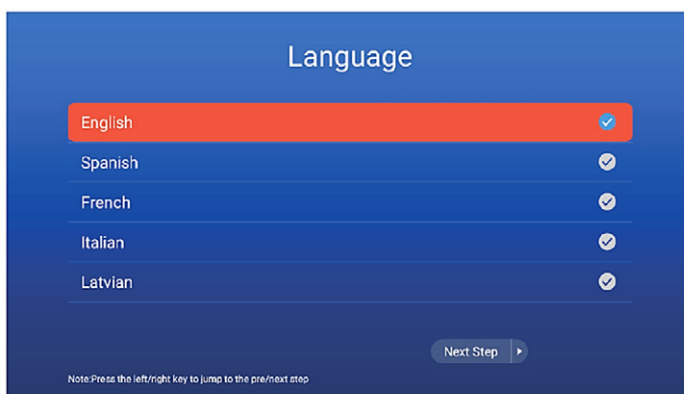 Language
English
Spanish
French
Italian
Latvian
Next Step
Note:Press the left/right key to jump to the pre/next step